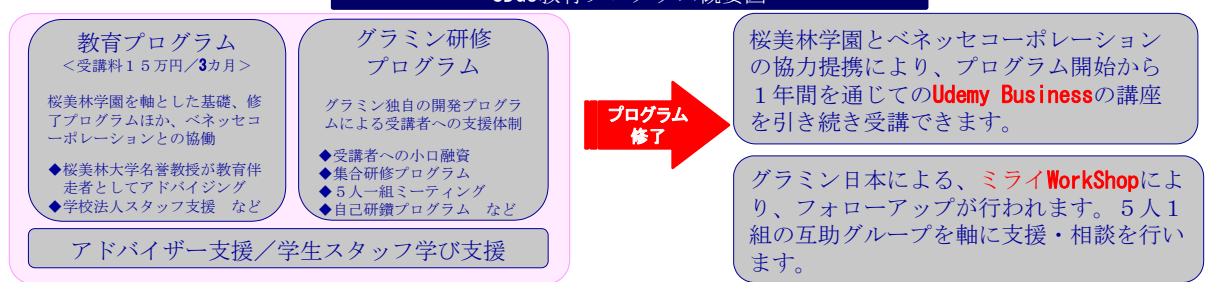 教育プログラム
＜受講料１５万円／3カ月＞
桜美林学園を軸とした基礎、修
了プログラムほか、ベネッセコ
ーポレーションとの協働
◆桜美林大学名誉教授が教育伴
走者としてアドバイジング
◆学校法人スタッフ支援　など
グラミン研修
プログラム
グラミン独自の開発プログラ
ムによる受講者への支援体制
◆受講者への小口融資
◆集合研修プログラム
◆５人一組ミーティング
◆自己研鑽プログラム　など
アドバイザー支援／学生スタッフ学び支援
プログラム
修了
桜美林学園とベネッセコーポレーション
の協力提携により、プログラム開始から
１年間を通じてのUdemy Businessの講座
を引き続き受講できます。
グラミン日本による、ミライWorkShopによ
り、フォローアップが行われます。５人１
組の互助グループを軸に支援・相談を行い
ます。